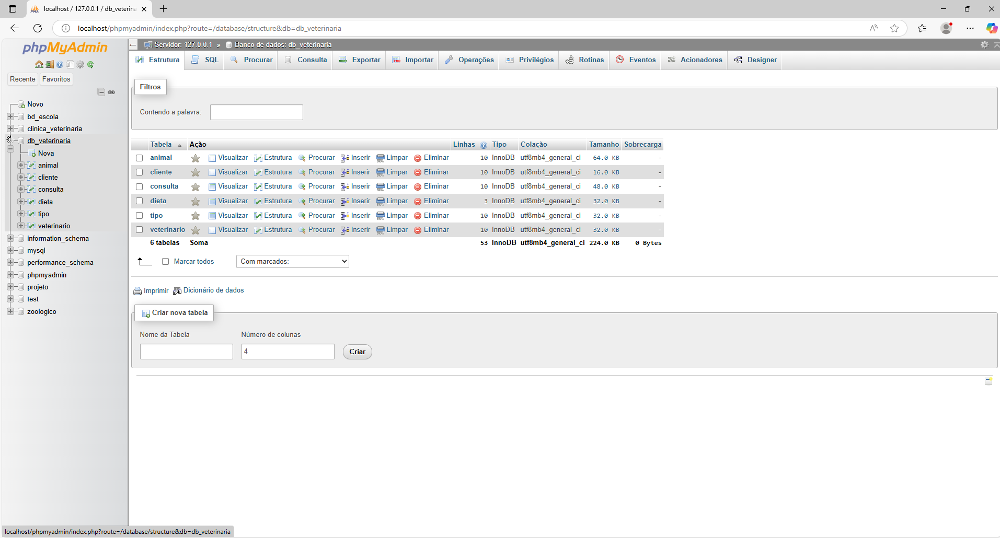 localhost / 127.0.0.1 / db_veterina
localhost/phpmyadmin/index.php?route=/database/structure&db=db_veterinaria
phpMyAdmin
Recente Favoritos
Novo
bd_escola
clinica_veterinaria
db_veterinaria
Nova
animal
cliente
consulta
dieta
tipo
veterinario
information_schema
mysql
performance_schema
phpmyadmin
projeto
test
zoologico
Servidor: 127.0.0.1 » Banco de dados: db_veterinaria
Estrutura SQL Procurar Consulta Exportar Importar Operações Privilégios Rotinas Eventos Acionadores Designer
Filtros
Contendo a palavra:
Tabela Ação Linhas Tipo Colação Tamanho Sobrecarga
animal Visualizar Estrutura Procurar Inserir Limpar Eliminar 10 InnoDB utf8mb4_general_ci 64.0 KB -
cliente Visualizar Estrutura Procurar Inserir Limpar Eliminar 10 InnoDB utf8mb4_general_ci 16.0 KB -
consulta Visualizar Estrutura Procurar Inserir Limpar Eliminar 10 InnoDB utf8mb4_general_ci 48.0 KB -
dieta Visualizar Estrutura Procurar Inserir Limpar Eliminar 3 InnoDB utf8mb4_general_ci 32.0 KB -
tipo Visualizar Estrutura Procurar Inserir Limpar Eliminar 10 InnoDB utf8mb4_general_ci 32.0 KB -
veterinario Visualizar Estrutura Procurar Inserir Limpar Eliminar 10 InnoDB utf8mb4_general_ci 32.0 KB -
6 tabelas Soma 53 InnoDB utf8mb4_general_ci 224.0 KB 0 Bytes
Marcar todos Com marcados:
Imprimir Dicionário de dados
Criar nova tabela
Nome da Tabela Número de colunas
4 Criar
localhost/phpmyadmin/index.php?route=/database/structure&db=db_veterinaria